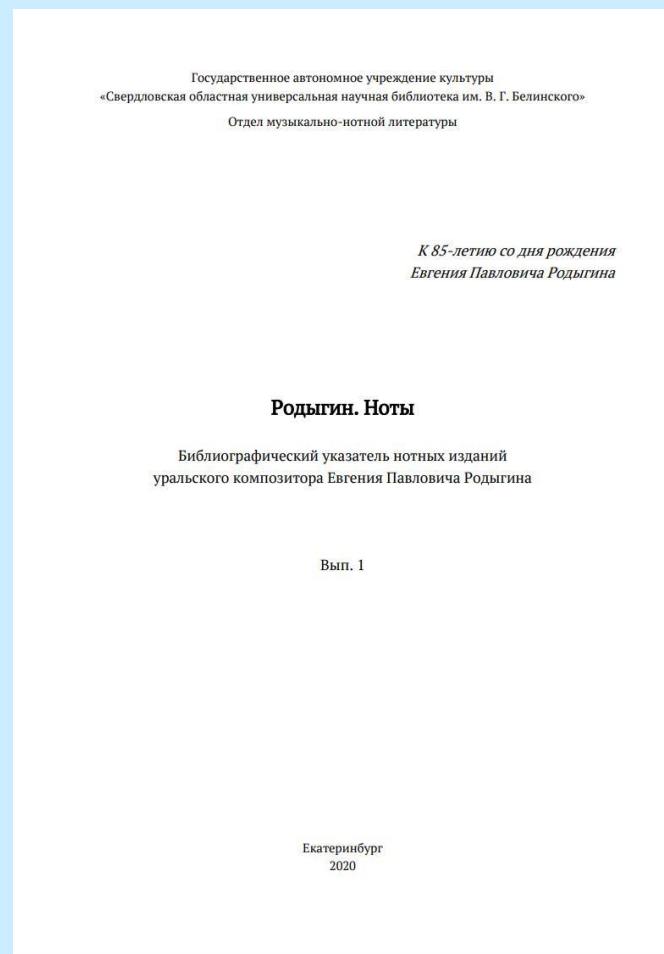 Государственное автономное учреждение культуры
«Свердловская областная универсальная научная библиотека им. В. Г. Белинского»
Отдел музыкально-нотной литературы
К 85-летию со дня рождения
Евгения Павловича Родыгина
Родыгин. Ноты
Библиографический указатель нотных изданий
уральского композитора Евгения Павловича Родыгина
Вып. 1
Екатеринбург
2020